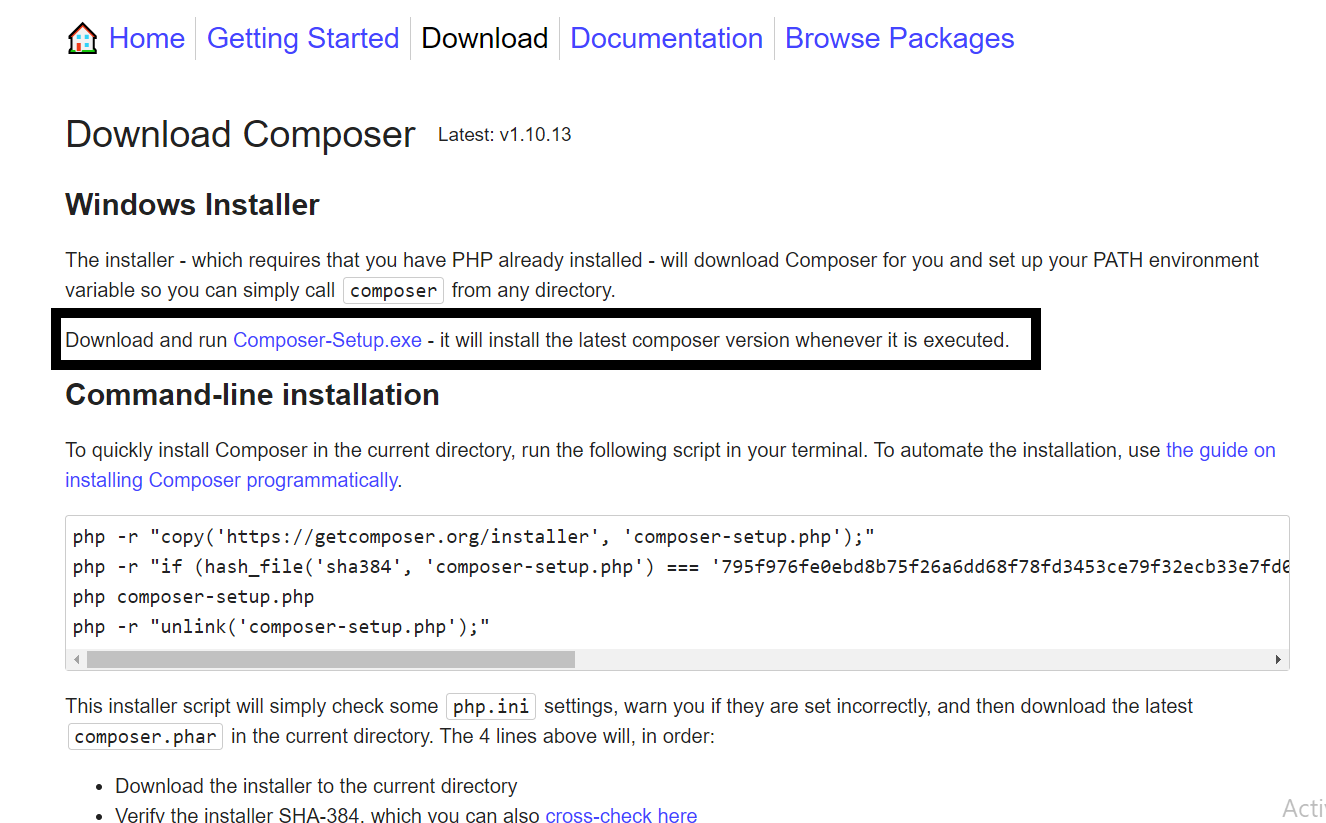 Home Getting Started Download Documentation Browse Packages
Download Composer Latest: v1.10.13
Windows Installer
The installer - which requires that you have PHP already installed - will download Composer for you and set up your PATH environment
variable so you can simply call composer from any directory.
Download and run Composer-Setup.exe - it will install the latest composer version whenever it is executed.
Command-line installation
To quickly install Composer in the current directory, run the following script in your terminal. To automate the installation, use the guide on
installing Composer programmatically.
php -r "copy('https://getcomposer.org/installer', 'composer-setup.php');"
php -r "if (hash_file('sha384', 'composer-setup.php') === '795f976fe0ebd8b75f26a6dd68f78fd3453ce79f32ecb33e7fd6
php composer-setup.php
php -r "unlink('composer-setup.php');"
This installer script will simply check some php.ini settings, warn you if they are set incorrectly, and then download the latest
composer.phar in the current directory. The 4 lines above will, in order:
• Download the installer to the current directory
• Verify the installer SHA-384, which you can also cross-check here